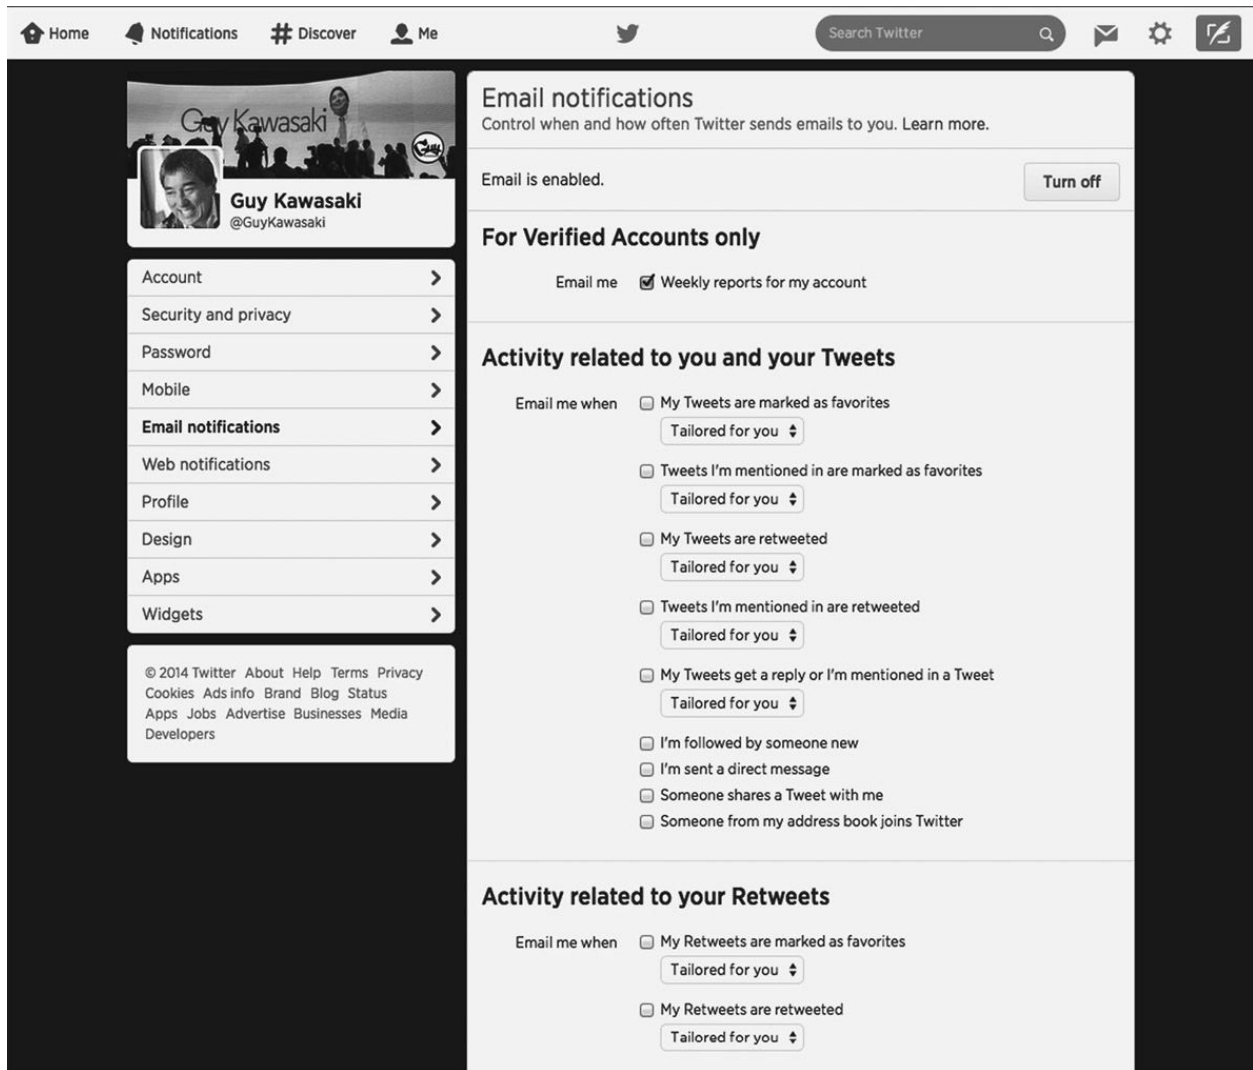 Home Notifications Discover Me Search Twitter
Guy Kawasaki
Guy Kawasaki
@GuyKawasaki
Account
Security and privacy
Password
Mobile
Email notifications
Web notifications
Profile
Design
Apps
Widgets
© 2014 Twitter About Help Terms Privacy
Cookies Ads info Brand Blog Status
Apps Jobs Advertise Businesses Media
Developers
Email notifications
Control when and how often Twitter sends emails to you. Learn more.
Email is enabled. Turn off
For Verified Accounts only
Email me Weekly reports for my account
Activity related to you and your Tweets
Email me when My Tweets are marked as favorites
Tailored for you
Tweets I'm mentioned in are marked as favorites
Tailored for you
My Tweets are retweeted
Tailored for you
Tweets I'm mentioned in are retweeted
Tailored for you
My Tweets get a reply or I'm mentioned in a Tweet
Tailored for you
I'm followed by someone new
I'm sent a direct message
Someone shares a Tweet with me
Someone from my address book joins Twitter
Activity related to your Retweets
Email me when My Retweets are marked as favorites
Tailored for you
My Retweets are retweeted
Tailored for you